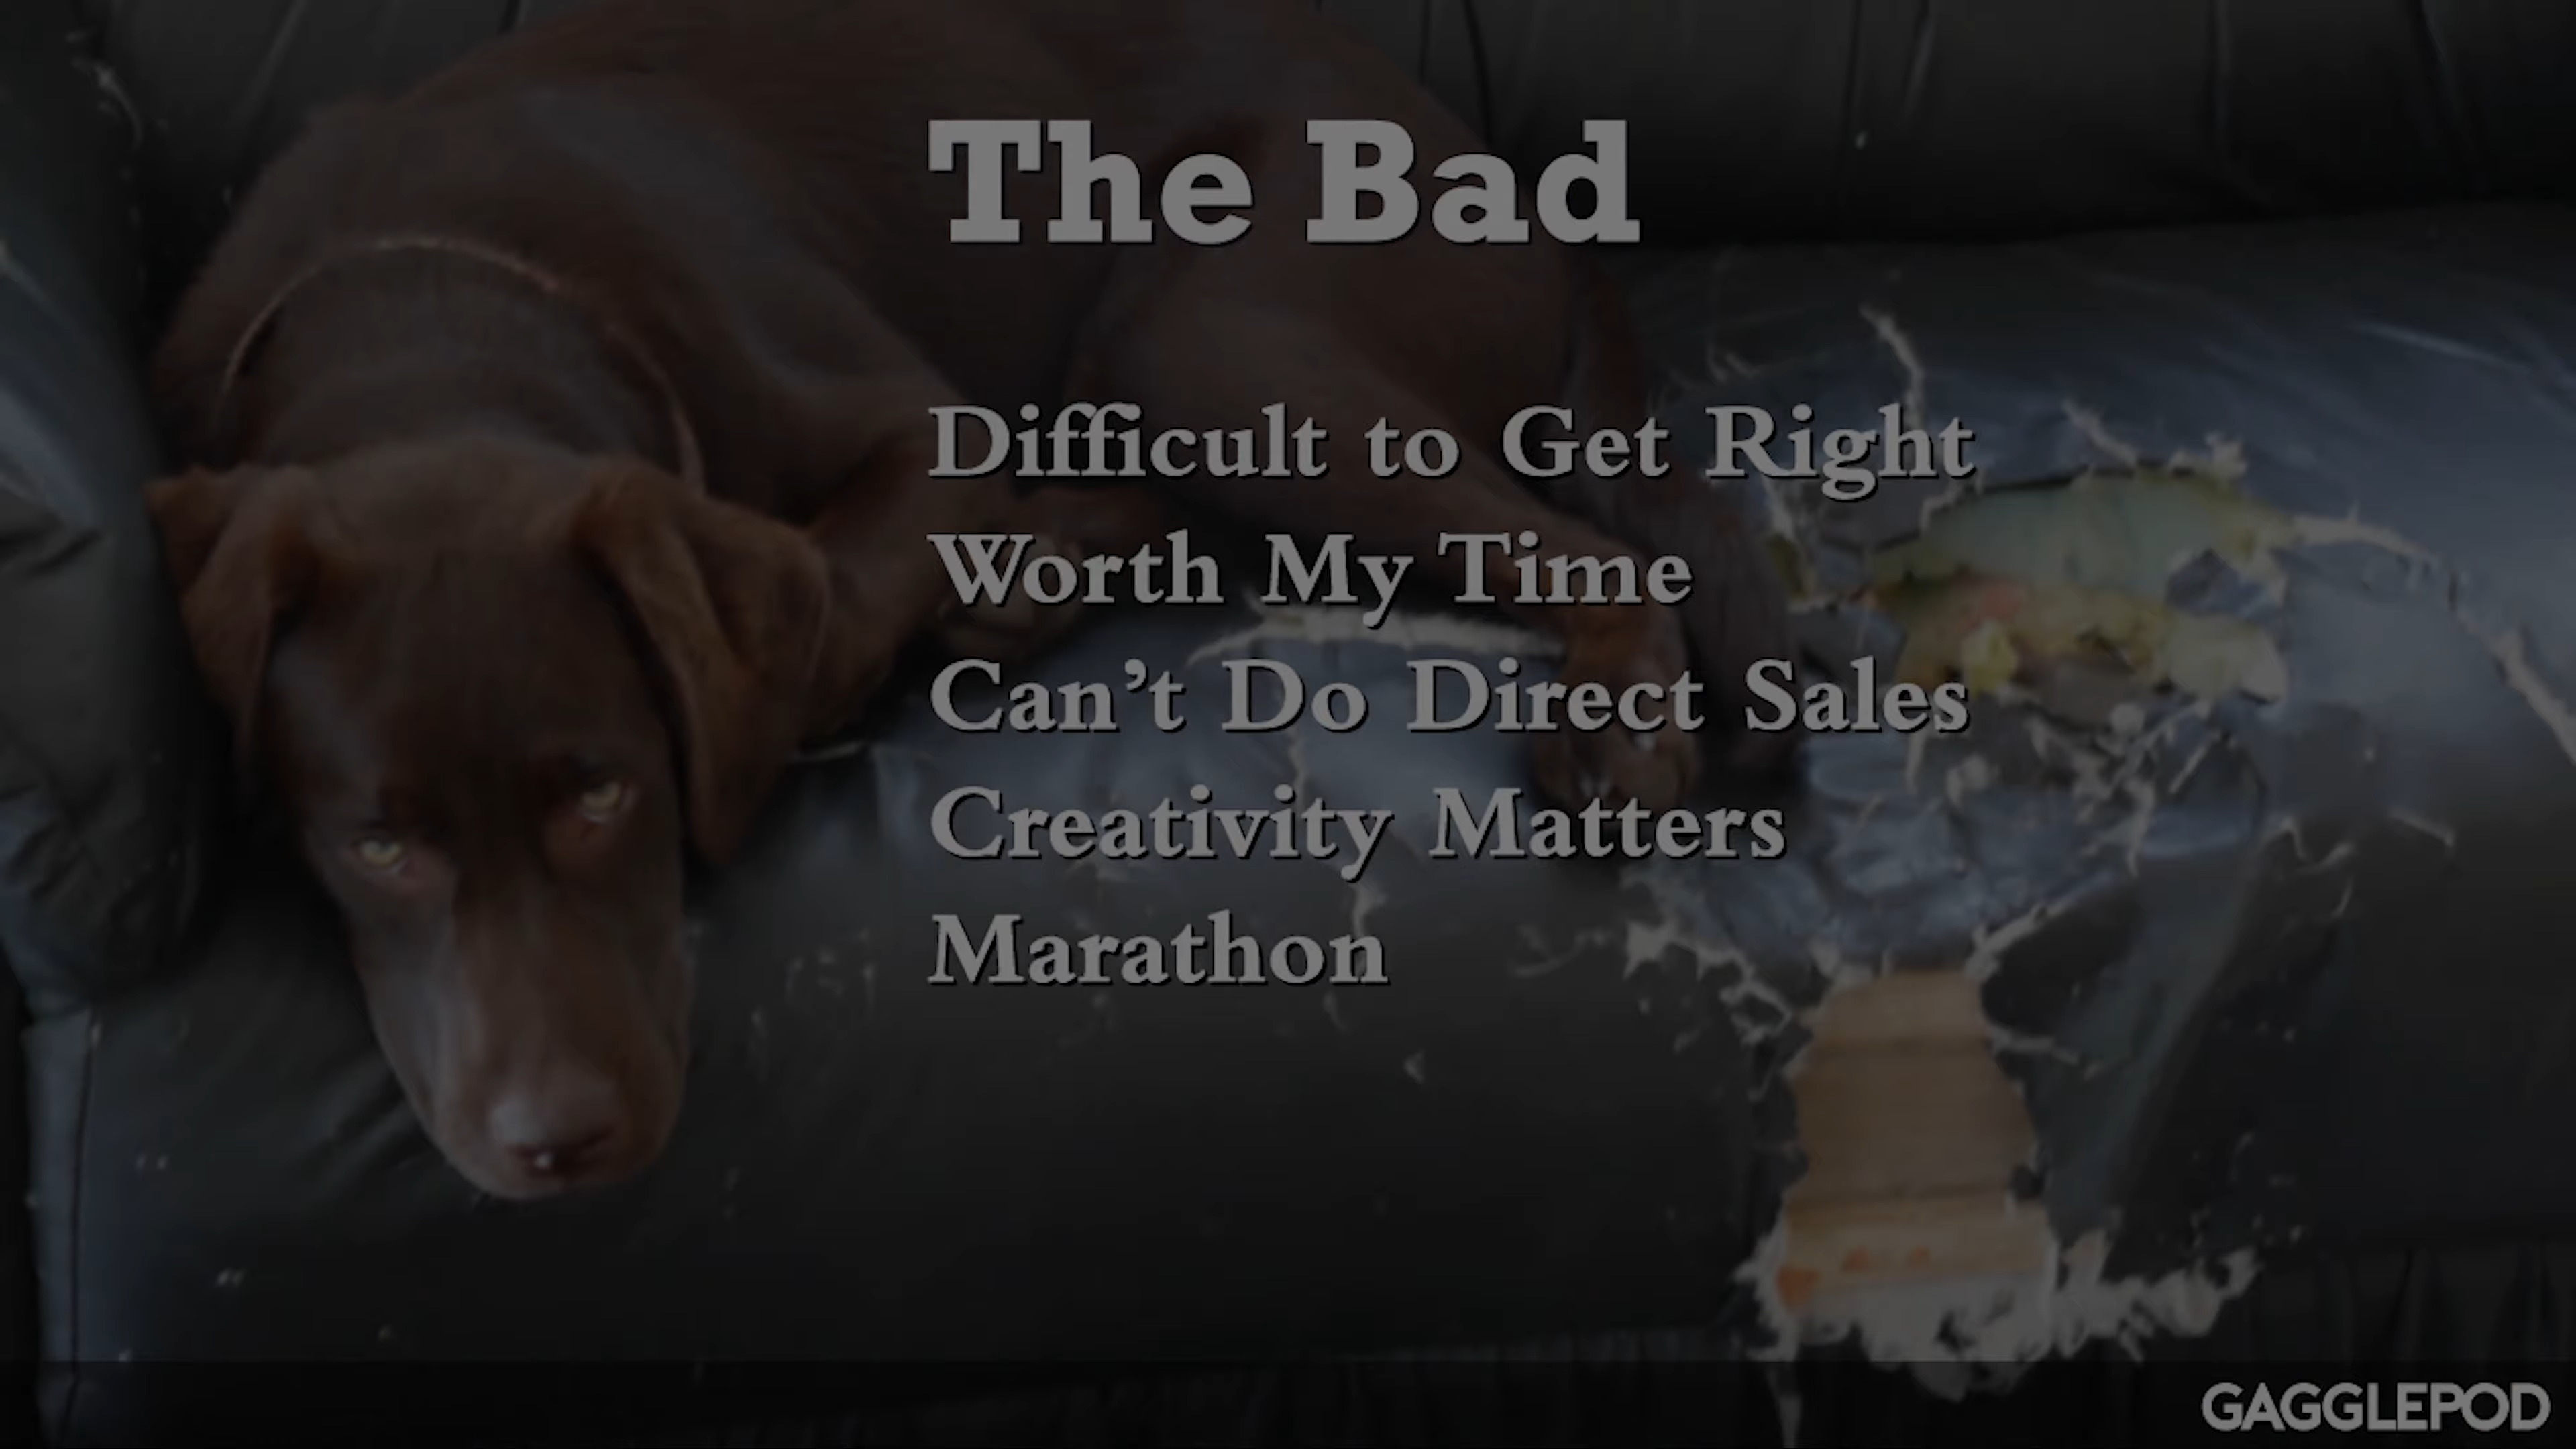 The Bad
Difficult to Get Right
Worth My Time
Can’t Do Direct Sales
Creativity Matters
Marathon
GAGGLEPOD